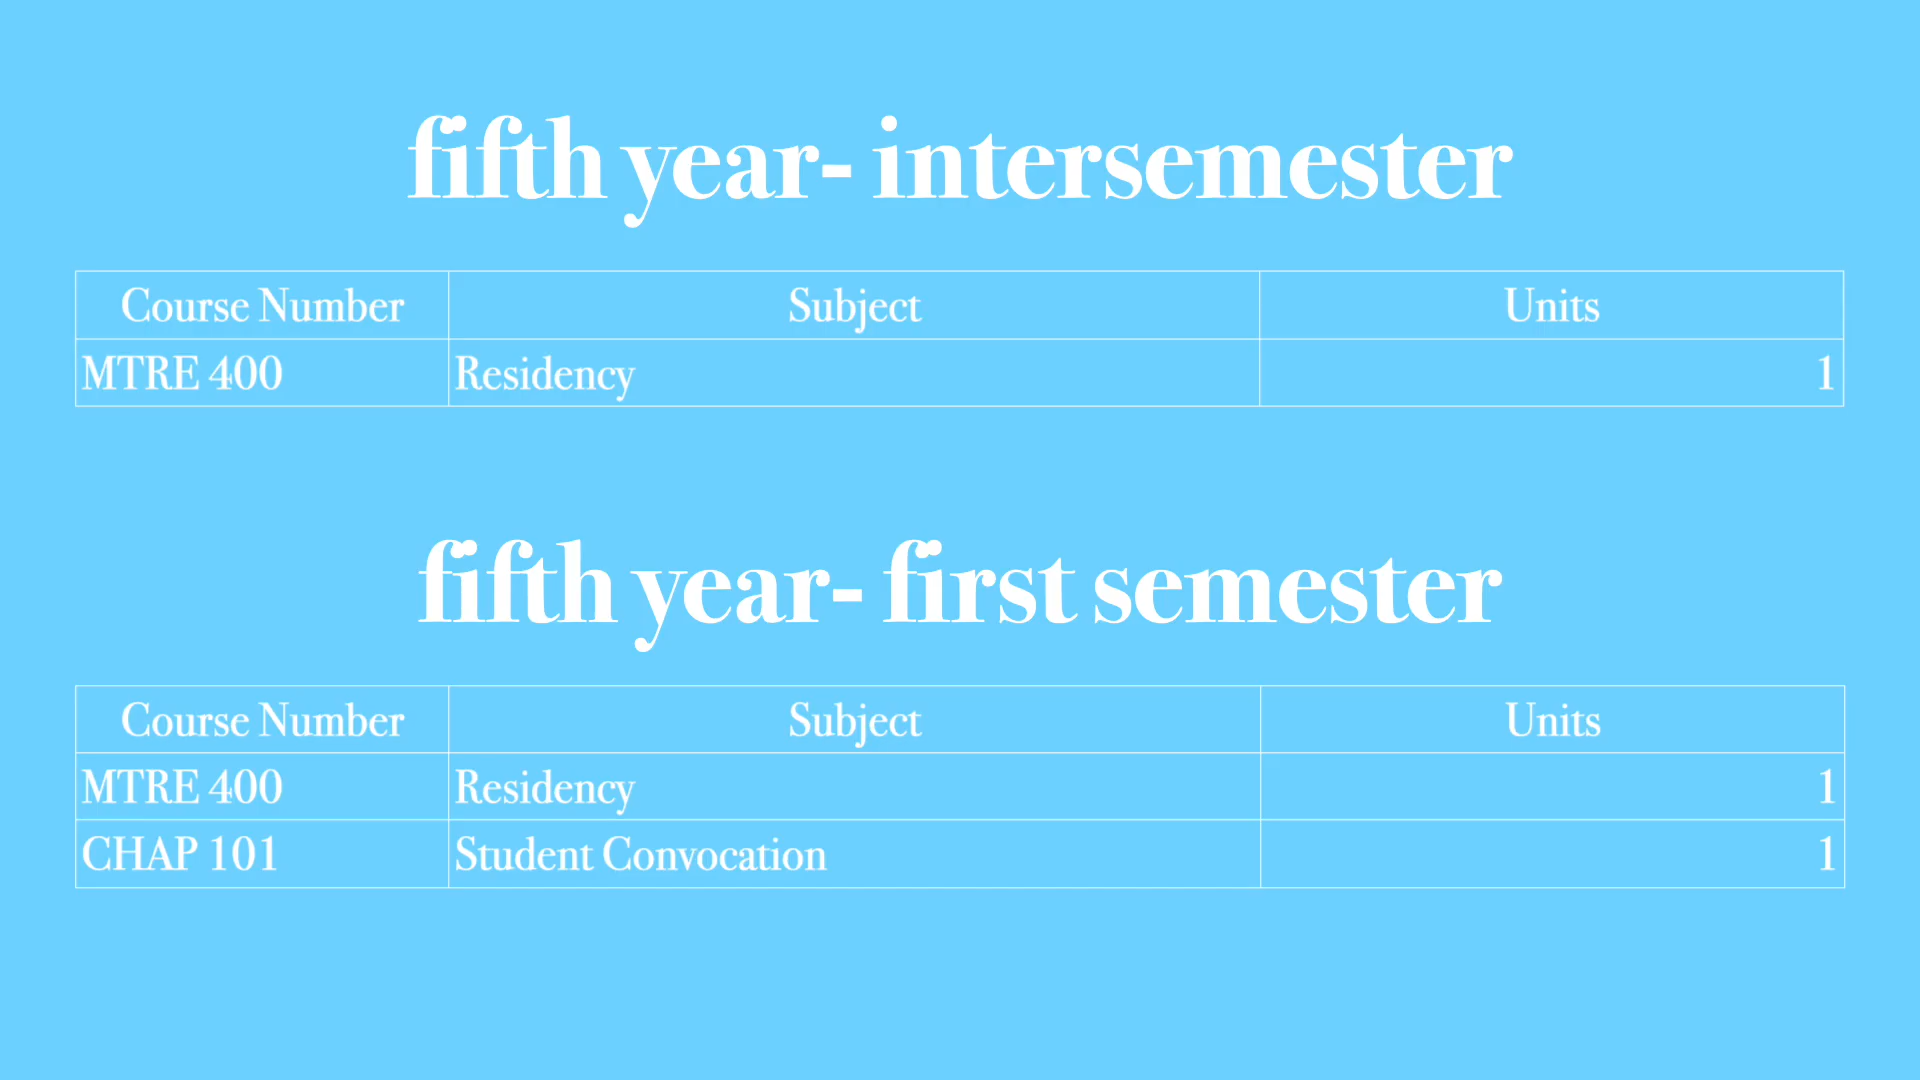 fifth year- intersemester
Course Number Subject Units
MTRE 400 Residency 1
fifth year- first semester
Course Number Subject Units
MTRE 400 Residency 1
CHAP 101 Student Convocation 1